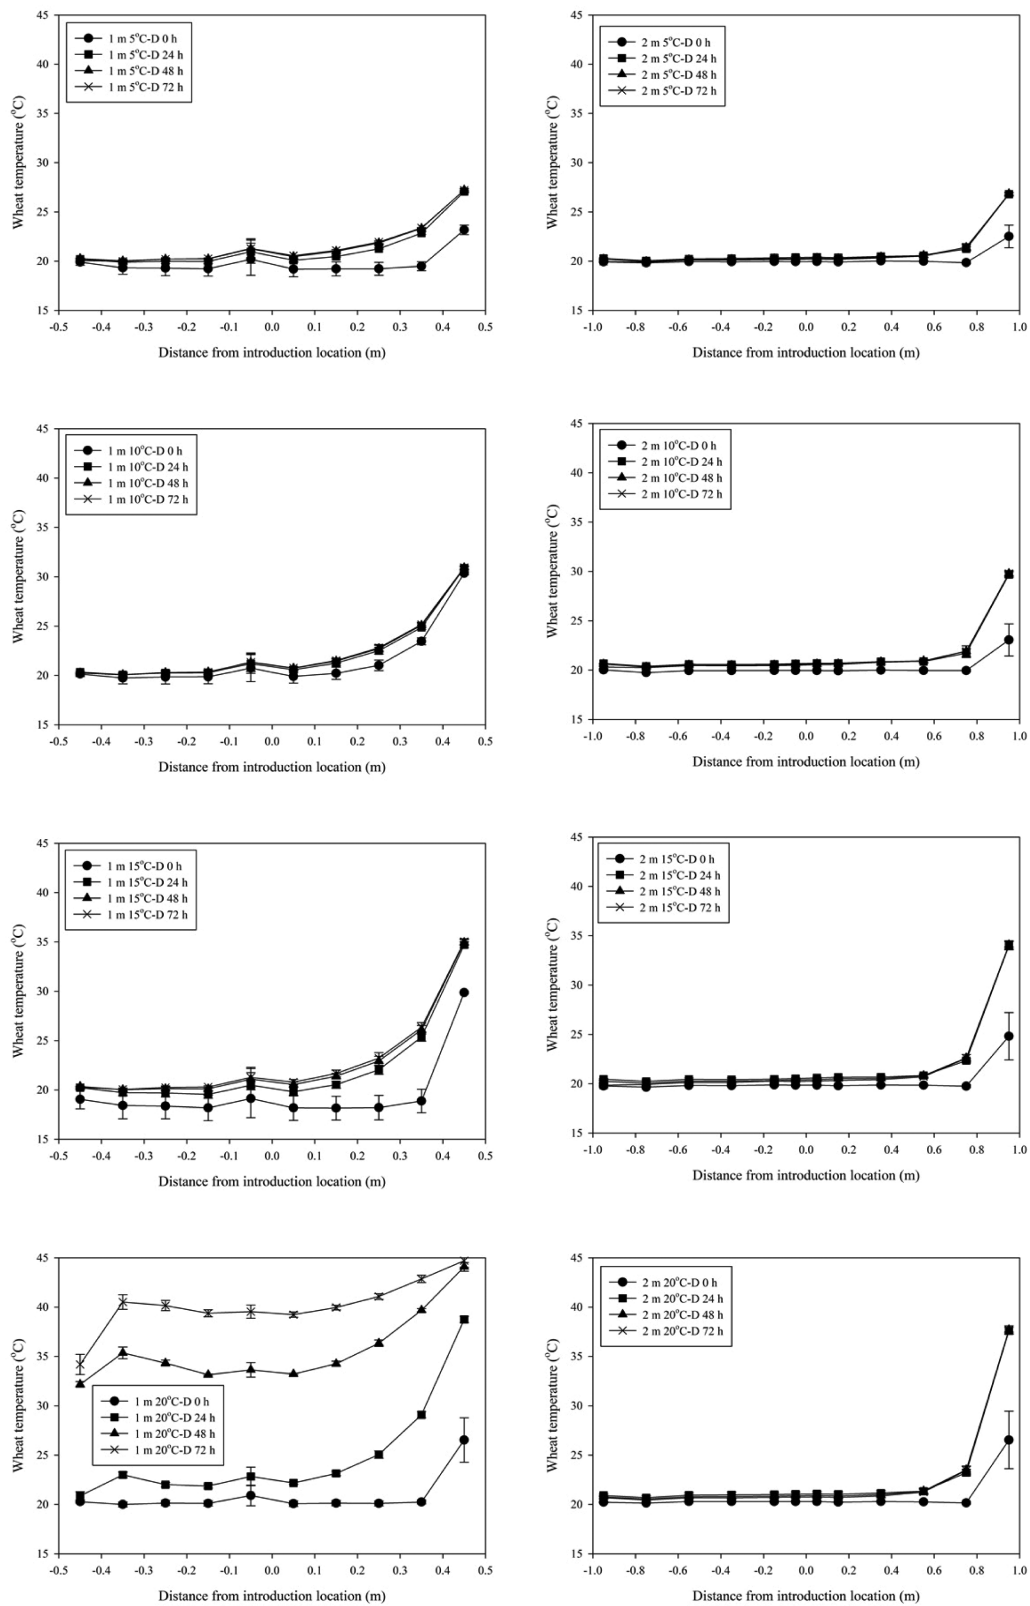 45
40
35
30
25
20
15
Wheat temperature (°C)
1 m 5°C-D 0 h
1 m 5°C-D 24 h
1 m 5°C-D 48 h
1 m 5°C-D 72 h
-0.5 -0.4 -0.3 -0.2 -0.1 0.0 0.1 0.2 0.3 0.4 0.5
Distance from introduction location (m)
45
40
35
30
25
20
15
Wheat temperature (°C)
2 m 5°C-D 0 h
2 m 5°C-D 24 h
2 m 5°C-D 48 h
2 m 5°C-D 72 h
-1.0 -0.8 -0.6 -0.4 -0.2 0.0 0.2 0.4 0.6 0.8 1.0
Distance from introduction location (m)
45
40
35
30
25
20
15
Wheat temperature (°C)
1 m 10°C-D 0 h
1 m 10°C-D 24 h
1 m 10°C-D 48 h
1 m 10°C-D 72 h
-0.5 -0.4 -0.3 -0.2 -0.1 0.0 0.1 0.2 0.3 0.4 0.5
Distance from introduction location (m)
45
40
35
30
25
20
15
Wheat temperature (°C)
2 m 10°C-D 0 h
2 m 10°C-D 24 h
2 m 10°C-D 48 h
2 m 10°C-D 72 h
-1.0 -0.8 -0.6 -0.4 -0.2 0.0 0.2 0.4 0.6 0.8 1.0
Distance from introduction location (m)
45
40
35
30
25
20
15
Wheat temperature (°C)
1 m 15°C-D 0 h
1 m 15°C-D 24 h
1 m 15°C-D 48 h
1 m 15°C-D 72 h
-0.5 -0.4 -0.3 -0.2 -0.1 0.0 0.1 0.2 0.3 0.4 0.5
Distance from introduction location (m)
45
40
35
30
25
20
15
Wheat temperature (°C)
2 m 15°C-D 0 h
2 m 15°C-D 24 h
2 m 15°C-D 48 h
2 m 15°C-D 72 h
-1.0 -0.8 -0.6 -0.4 -0.2 0.0 0.2 0.4 0.6 0.8 1.0
Distance from introduction location (m)
45
40
35
30
25
20
15
Wheat temperature (°C)
1 m 20°C-D 0 h
1 m 20°C-D 24 h
1 m 20°C-D 48 h
1 m 20°C-D 72 h
-0.5 -0.4 -0.3 -0.2 -0.1 0.0 0.1 0.2 0.3 0.4 0.5
Distance from introduction location (m)
45
40
35
30
25
20
15
Wheat temperature (°C)
2 m 20°C-D 0 h
2 m 20°C-D 24 h
2 m 20°C-D 48 h
2 m 20°C-D 72 h
-1.0 -0.8 -0.6 -0.4 -0.2 0.0 0.2 0.4 0.6 0.8 1.0
Distance from introduction location (m)